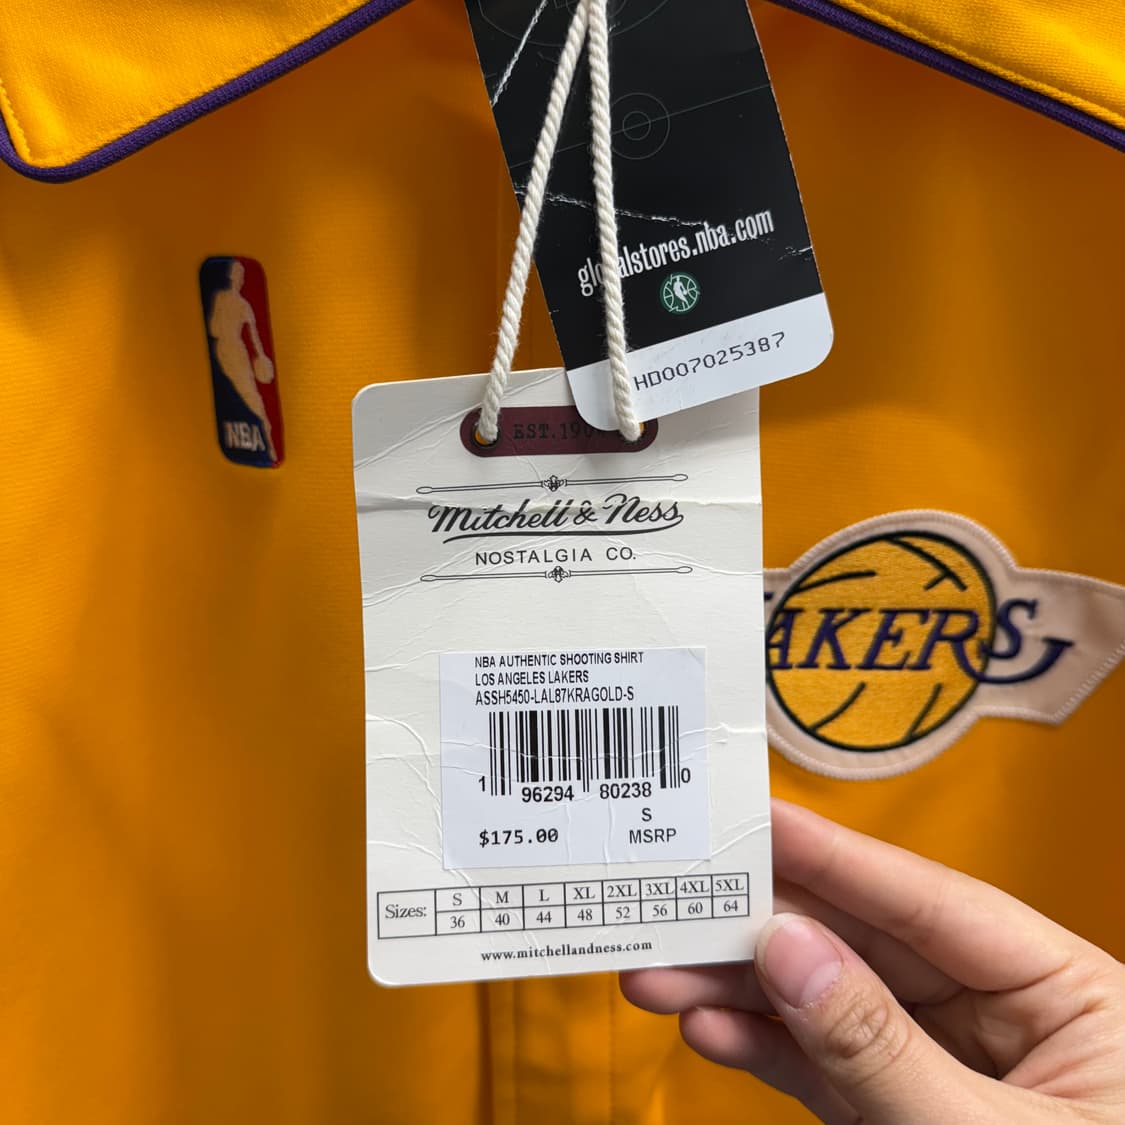 globalstores.nba.com
HD007025387
NBA
EST.190
Mitchell & Ness
NOSTALGIA CO.
LAKERS
NBA AUTHENTIC SHOOTING SHIRT
LOS ANGELES LAKERS
ASSH5450-LAL87KRAGOLD-S
1 96294 80238 0
S
$175.00 MSRP
Sizes: S M L XL 2XL 3XL 4XL 5XL
36 40 44 48 52 56 60 64
www.mitchellandness.com